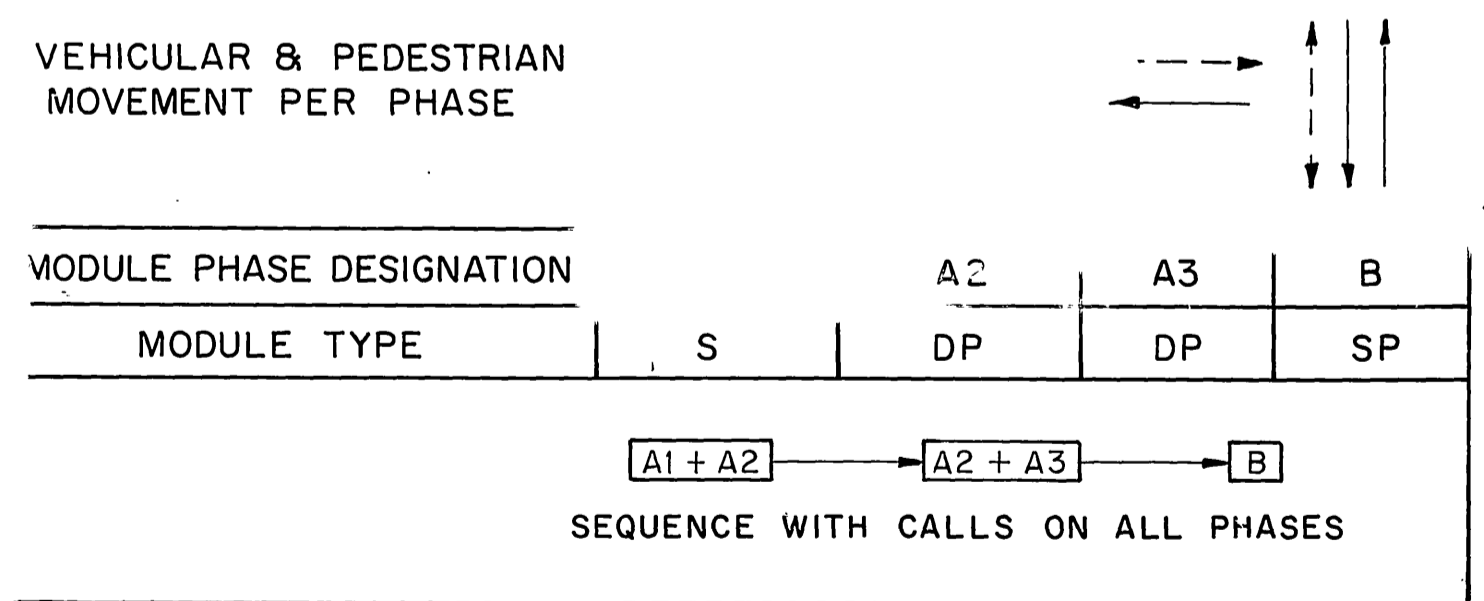 VEHICULAR & PEDESTRIAN
MOVEMENT PER PHASE
MODULE PHASE DESIGNATION A2 A3 B
MODULE TYPE S DP DP SP
A1 + A2 A2 + A3 B
SEQUENCE WITH CALLS ON ALL PHASES